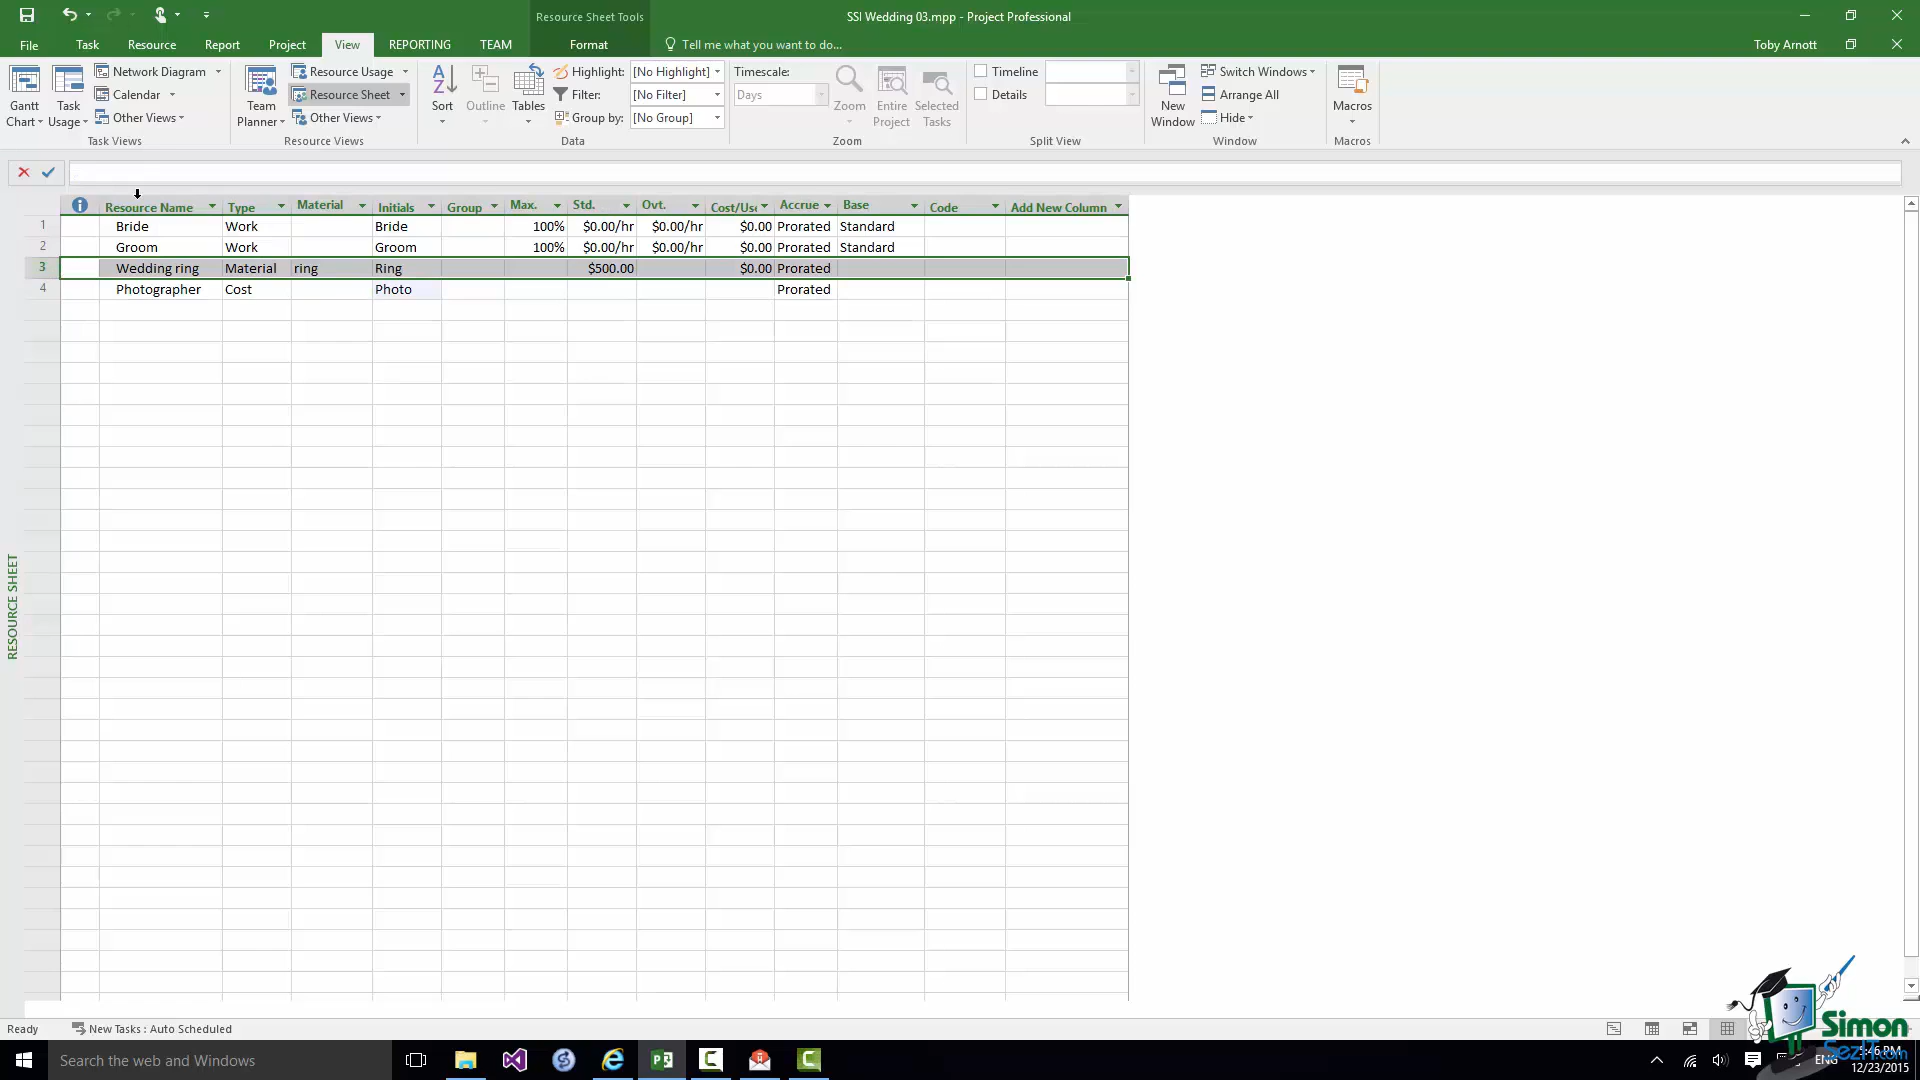 Resource Sheet Tools
SSI Wedding 03.mpp - Project Professional
File Task Resource Report Project View REPORTING TEAM Format Tell me what you want to do... Toby Arnott
Network Diagram Resource Usage Highlight: [No Highlight] Timescale: Timeline Switch Windows
Calendar Resource Sheet Filter: [No Filter] Days Details Arrange All
Gantt Chart Task Usage Other Views Team Planner Other Views Sort Outline Tables Group by: [No Group] Zoom Entire Project Selected Tasks New Window Hide Macros
Task Views Resource Views Data Zoom Split View Window Macros
Resource Name Type Material Initials Group Max. Std. Ovt. Cost/Use Accrue Base Code Add New Column
1 Bride Work Bride 100% $0.00/hr $0.00/hr $0.00 Prorated Standard
2 Groom Work Groom 100% $0.00/hr $0.00/hr $0.00 Prorated Standard
3 Wedding ring Material ring Ring $500.00 $0.00 Prorated
4 Photographer Cost Photo Prorated
RESOURCE SHEET
Ready New Tasks : Auto Scheduled
Simon
SezIT.com
Search the web and Windows
ENG
:46 PM
12/23/2015